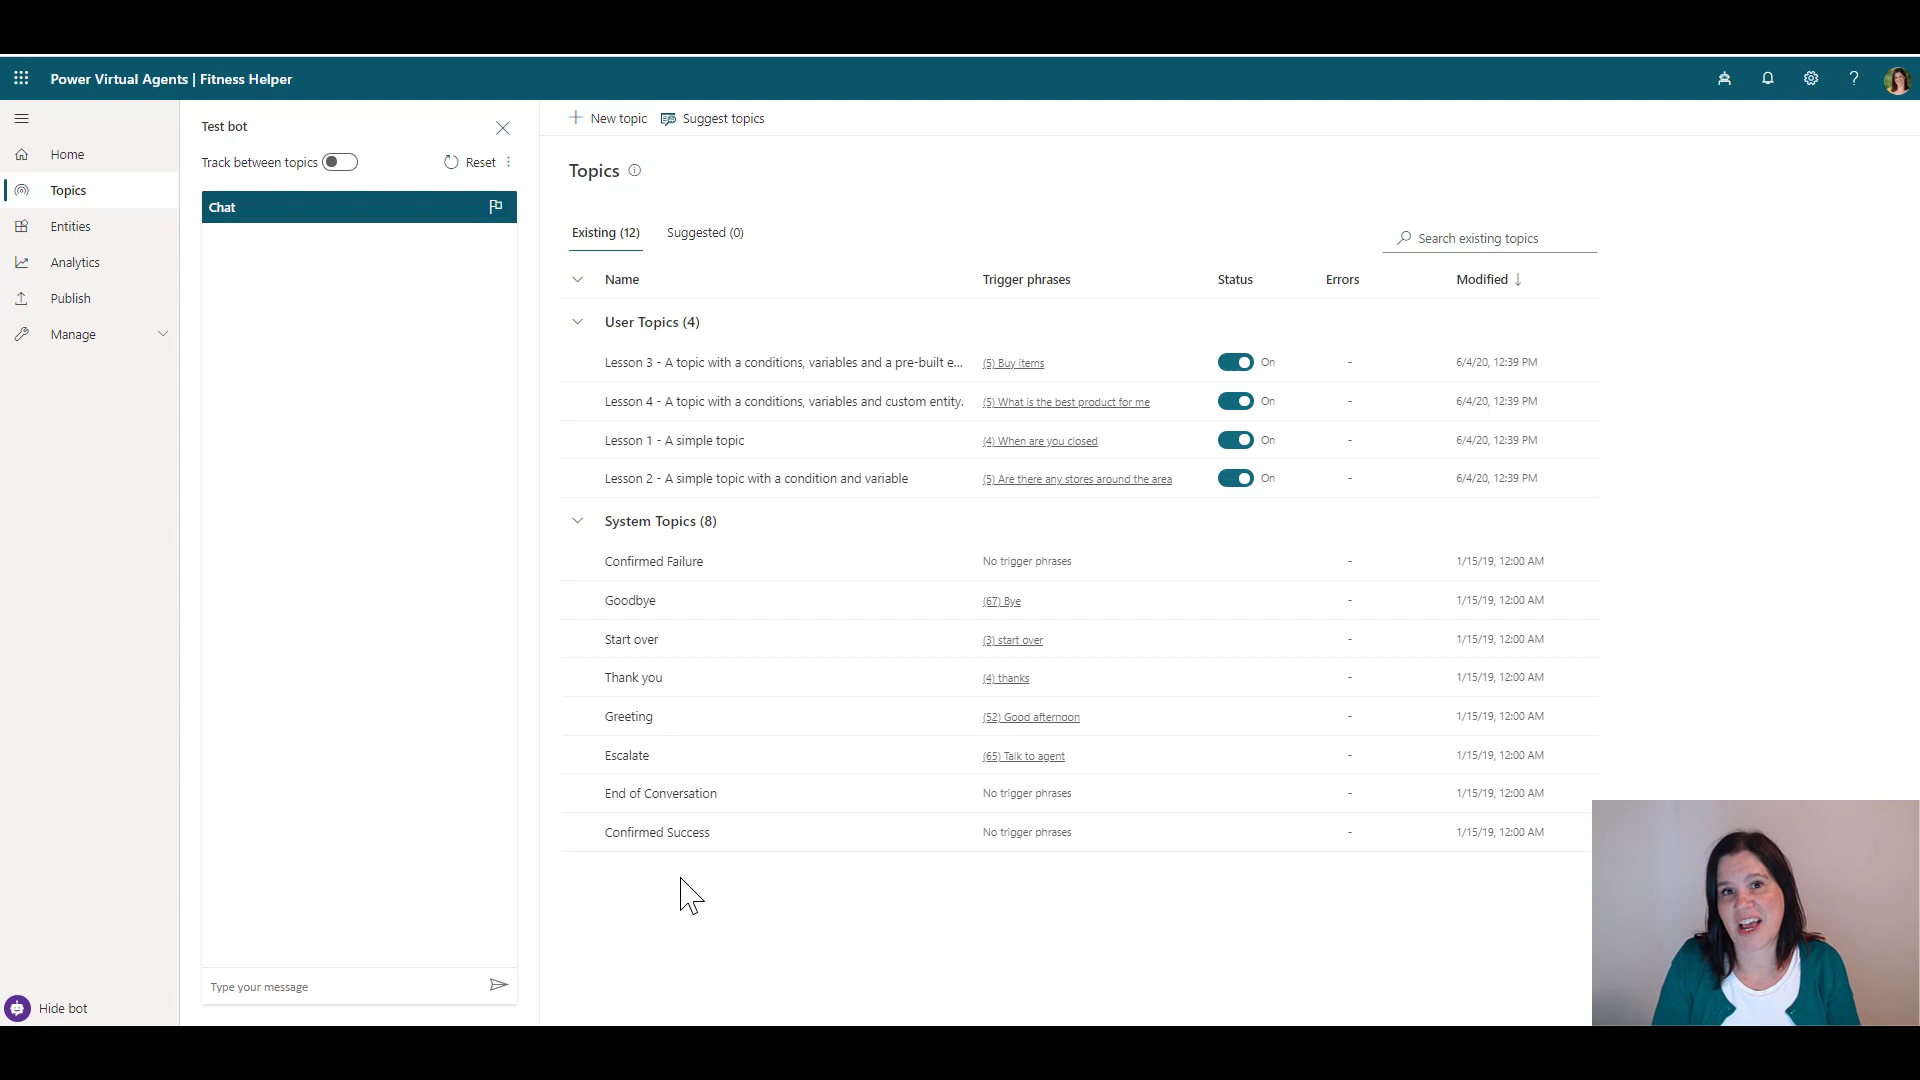 Power Virtual Agents | Fitness Helper
?
Home
Topics
Entities
Analytics
Publish
Manage
Hide bot
Test bot
Track between topics
Reset
Chat
Type your message
New topic
Suggest topics
Topics
Existing (12)
Suggested (0)
Search existing topics
Name Trigger phrases Status Errors Modified
User Topics (4)
Lesson 3 - A topic with a conditions, variables and a pre-built e... (5) Buy items On - 6/4/20, 12:39 PM
Lesson 4 - A topic with a conditions, variables and custom entity. (5) What is the best product for me On - 6/4/20, 12:39 PM
Lesson 1 - A simple topic (4) When are you closed On - 6/4/20, 12:39 PM
Lesson 2 - A simple topic with a condition and variable (5) Are there any stores around the area On - 6/4/20, 12:39 PM
System Topics (8)
Confirmed Failure No trigger phrases - 1/15/19, 12:00 AM
Goodbye (67) Bye - 1/15/19, 12:00 AM
Start over (3) start over - 1/15/19, 12:00 AM
Thank you (4) thanks - 1/15/19, 12:00 AM
Greeting (52) Good afternoon - 1/15/19, 12:00 AM
Escalate (65) Talk to agent - 1/15/19, 12:00 AM
End of Conversation No trigger phrases - 1/15/19, 12:00 AM
Confirmed Success No trigger phrases - 1/15/19, 12:00 AM